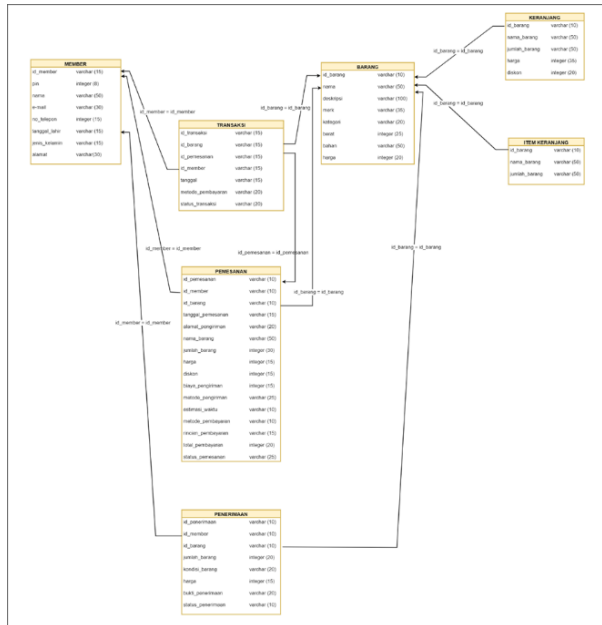 KERANJANG
id_barang varchar (10)
nama_barang varchar (50)
jumlah_barang varchar (50)
harga integer (35)
diskon integer (20)
id_barang = id_barang
MEMBER
id_member varchar (15)
integer (8)
nama varchar (50)
e-mail varchar (30)
no_telepon integer (15)
tanggal_lahir varchar (15)
jenis_kelamin varchar (15)
alamat varchar(30)
id_member = id_member
BARANG
id_barang varchar (10)
nama varchar (50)
deskripsi varchar (100)
merk varchar (35)
kategori varchar (20)
berat integer (20)
bahan varchar (50)
harga integer (20)
id_barang = id_barang
id_barang = id_barang
TRANSAKSI
id_transaksi varchar (15)
id_barang varchar (15)
id_pemesanan varchar (15)
id_member varchar (15)
tanggal varchar (15)
metode_pembayaran varchar (20)
status_transaksi varchar (20)
ITEM KERANJANG
id_barang varchar (10)
nama_barang varchar (50)
jumlah_barang varchar (50)
id_member = id_member
id_pemesanan = id_pemesanan
id_barang = id_barang
PEMESANAN
id_pemesanan varchar (10)
id_member varchar (10)
id_barang varchar (10)
tanggal_pemesanan varchar (15)
alamat_pengiriman varchar (20)
nama_barang varchar (50)
jumlah_barang integer (30)
harga integer (15)
diskon integer (15)
biaya_pengiriman integer (15)
metode_pengiriman varchar (35)
estimasi_waktu varchar (10)
metode_pembayaran varchar (10)
rincian_pembayaran varchar (15)
total_pembayaran integer (20)
status_pemesanan varchar (25)
id_barang = id_barang
id_member = id_member
PENERIMAAN
id_penerimaan varchar (10)
id_member varchar (10)
id_barang varchar (10)
jumlah_barang integer (20)
kondisi_barang varchar (20)
harga integer (15)
bukti_penerimaan varchar (20)
status_penerimaan varchar (10)